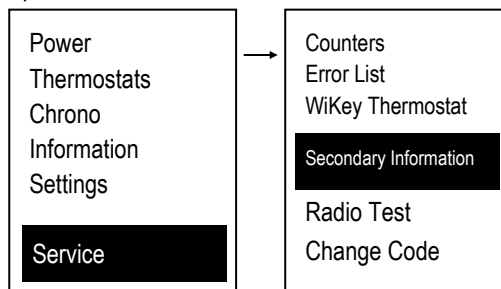 Power
Thermostats
Chrono
Information
Settings
Service
Counters
Error List
WiKey Thermostat
Secondary Information
Radio Test
Change Code